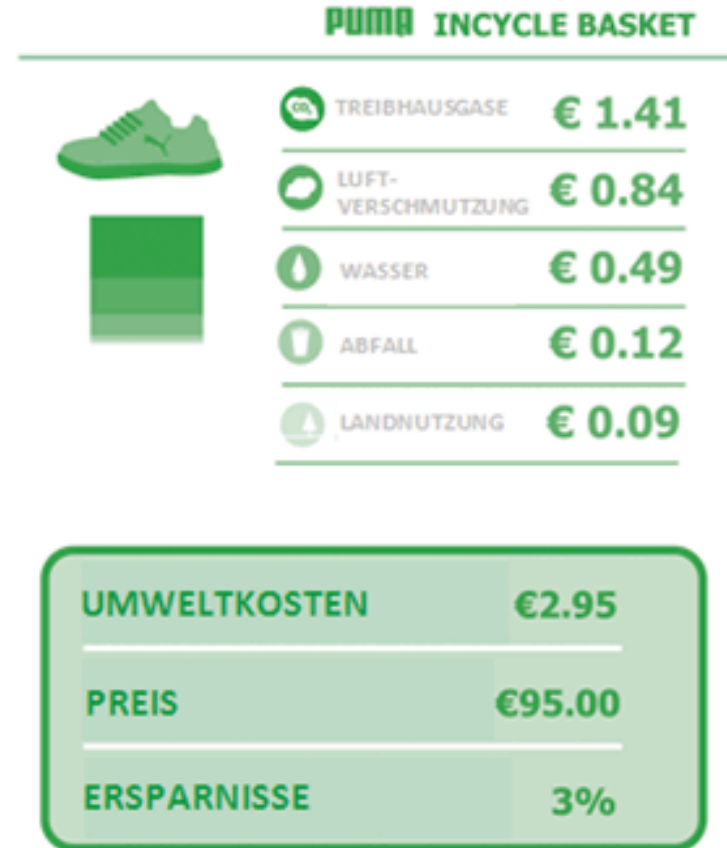 PUMA INCYCLE BASKET
CO₂ TREIBHAUSGASE € 1.41
LUFT-
VERSCHMUTZUNG € 0.84
WASSER € 0.49
ABFALL € 0.12
LANDNUTZUNG € 0.09
UMWELTKOSTEN €2.95
PREIS €95.00
ERSPARNISSE 3%